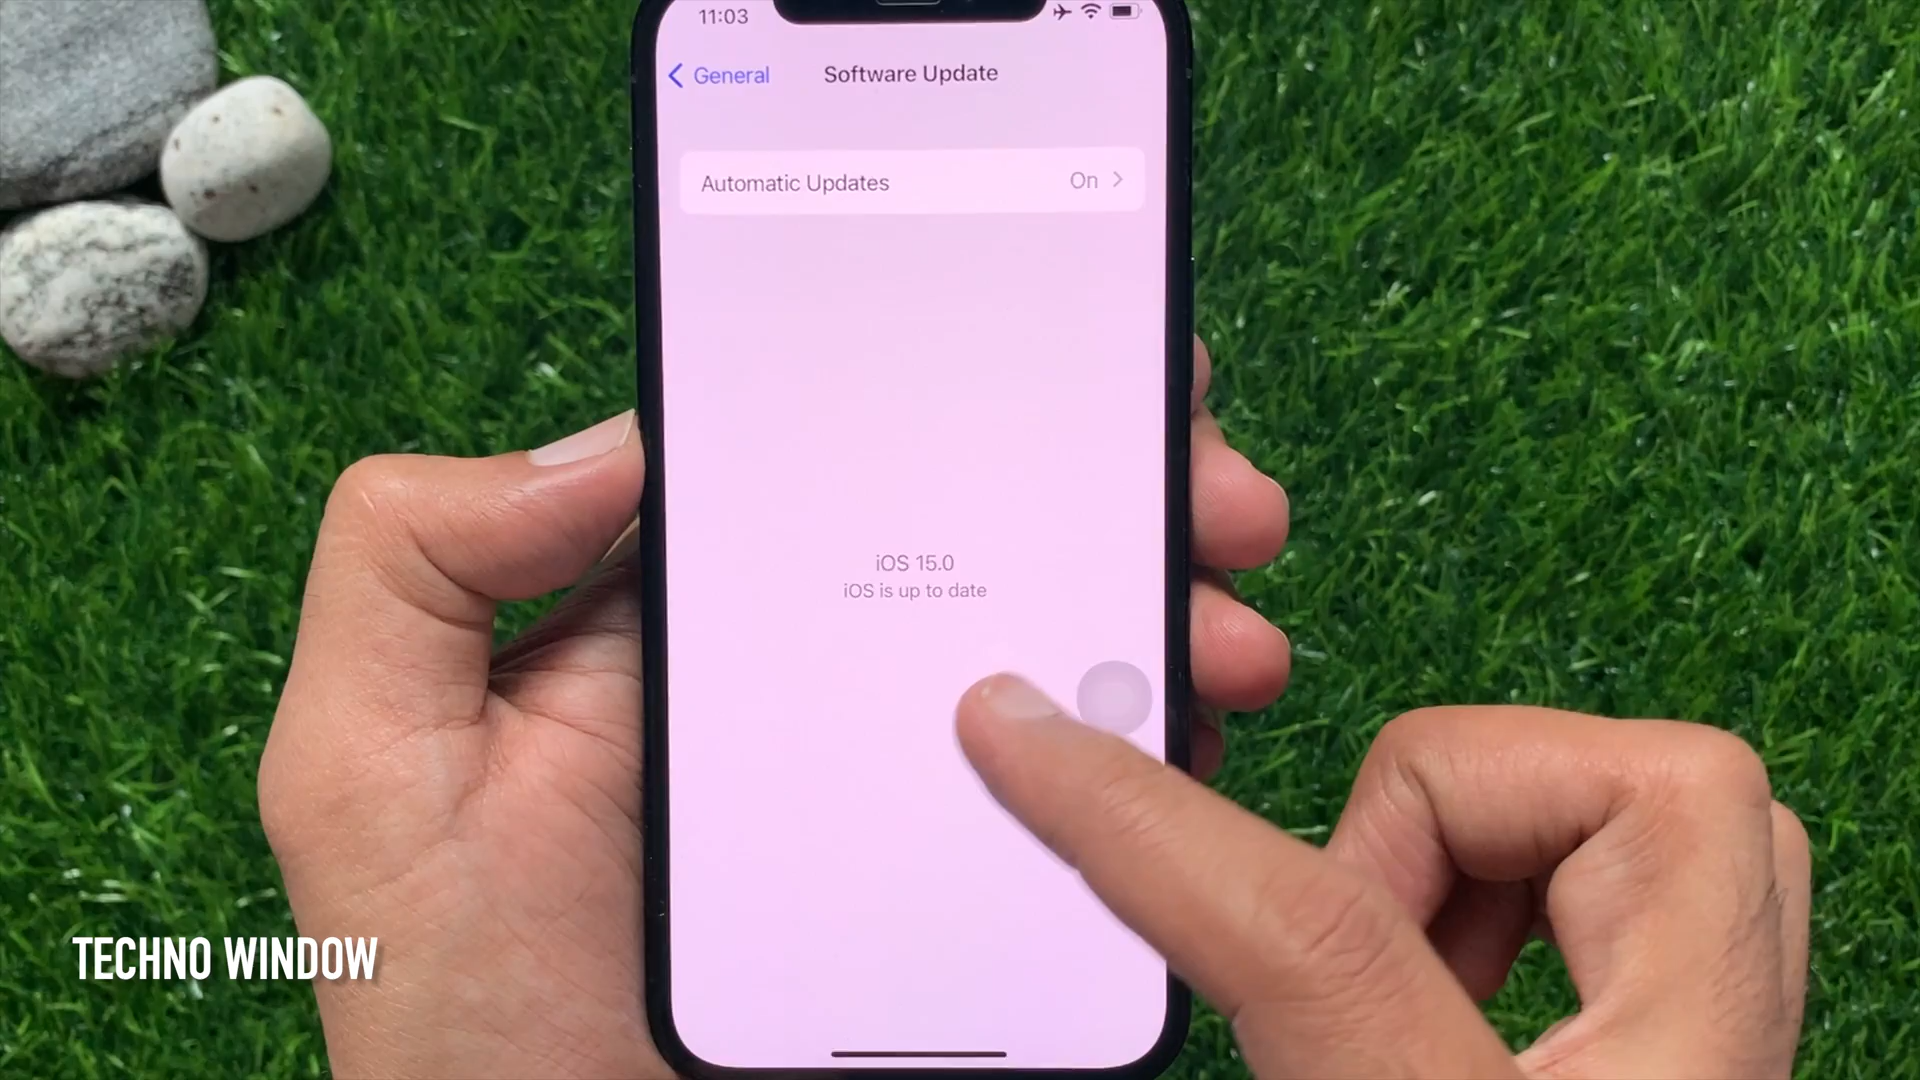 11:03
General
Software Update
Automatic Updates
On
iOS 15.0
iOS is up to date
TECHNO WINDOW